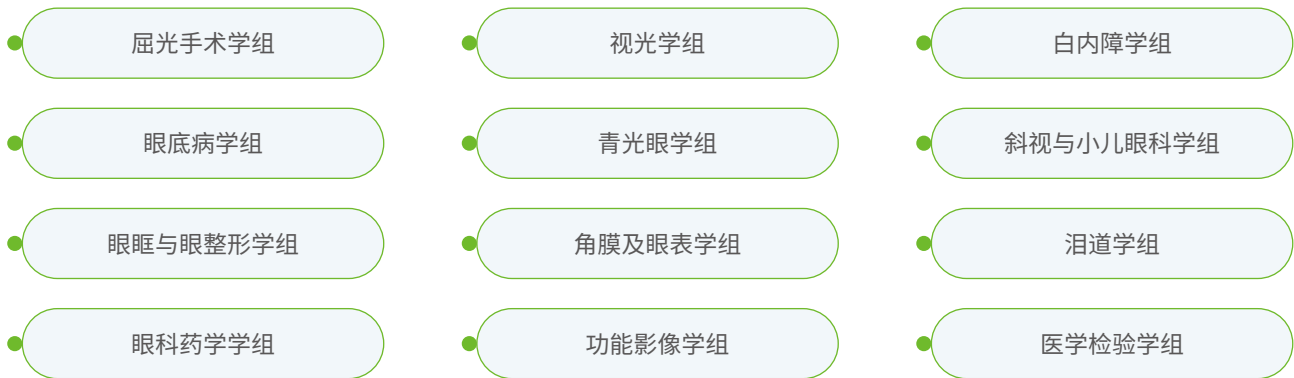 屈光手术学组
视光学组
白内障学组
眼底病学组
青光眼学组
斜视与小儿眼科学组
眼眶与眼整形学组
角膜及眼表学组
泪道学组
眼科药学学组
功能影像学组
医学检验学组